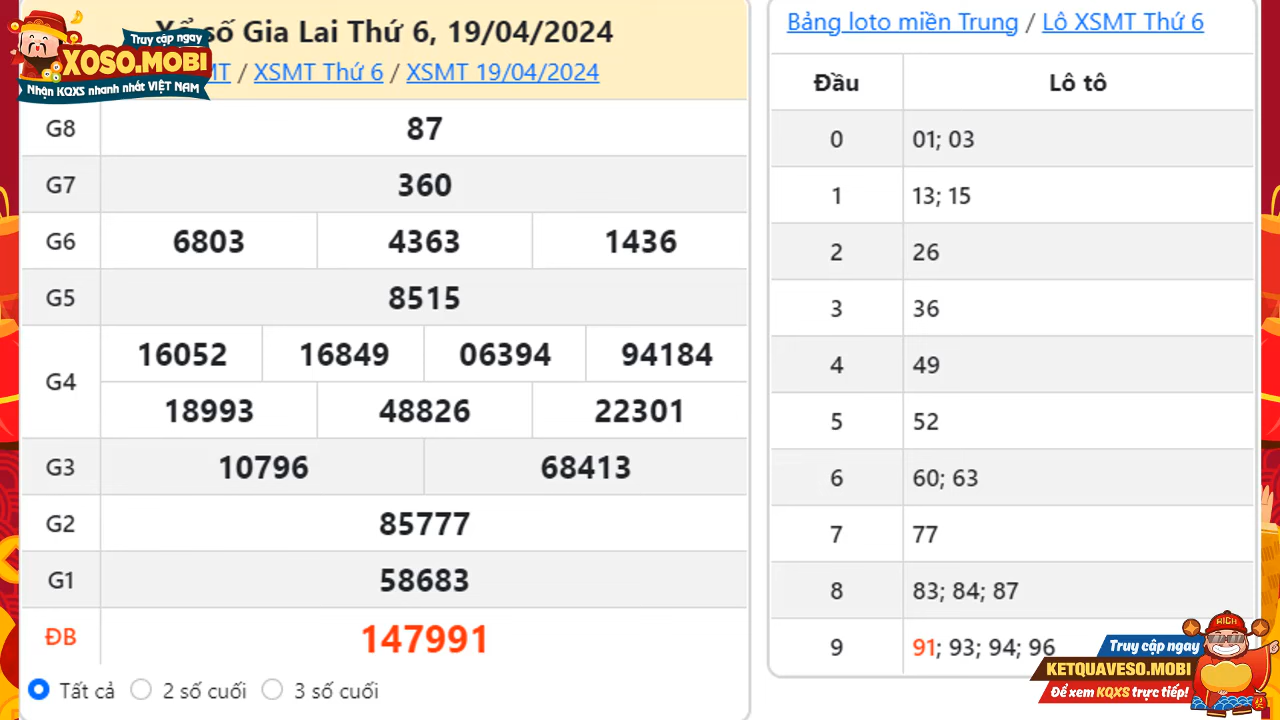 Xổ số Gia Lai Thứ 6, 19/04/2024
MT / XSMT Thứ 6 / XSMT 19/04/2024
Truy cập ngay
XOSO.MOBI
Nhận KQXS nhanh nhất VIỆT NAM
G8 87
G7 360
G6 6803 4363 1436
G5 8515
G4 16052 16849 06394 94184
18993 48826 22301
G3 10796 68413
G2 85777
G1 58683
ĐB 147991
Tất cả 2 số cuối 3 số cuối
Bảng loto miền Trung / Lô XSMT Thứ 6
Đầu Lô tô
0 01; 03
1 13; 15
2 26
3 36
4 49
5 52
6 60; 63
7 77
8 83; 84; 87
9 91; 93; 94; 96
RICH
Truy cập ngay
KETQUAVESO.MOBI
Để xem KQXS trực tiếp!